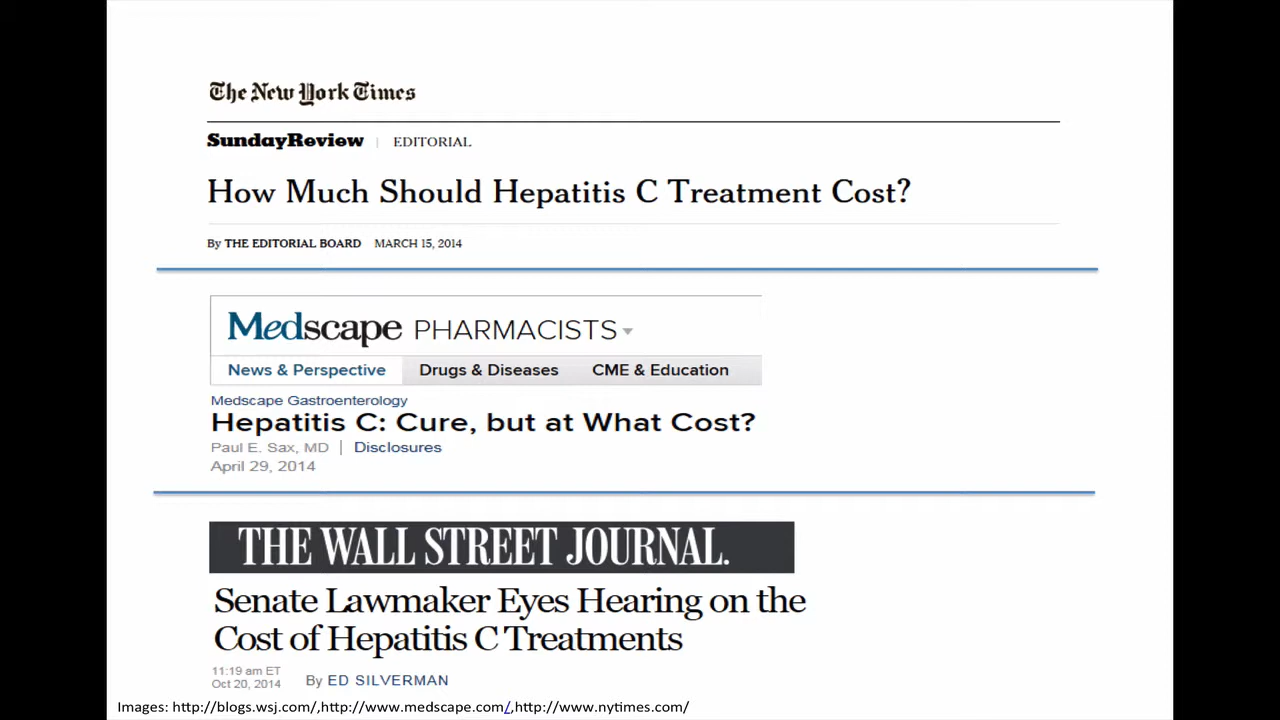 The New York Times
SundayReview | EDITORIAL
How Much Should Hepatitis C Treatment Cost?
By THE EDITORIAL BOARD MARCH 15, 2014
Medscape PHARMACISTS
News & Perspective Drugs & Diseases CME & Education
Medscape Gastroenterology
Hepatitis C: Cure, but at What Cost?
Paul E. Sax, MD | Disclosures
April 29, 2014
THE WALL STREET JOURNAL.
Senate Lawmaker Eyes Hearing on the
Cost of Hepatitis C Treatments
11:19 am ET
Oct 20, 2014 By ED SILVERMAN
Images: http://blogs.wsj.com/,http://www.medscape.com/,http://www.nytimes.com/